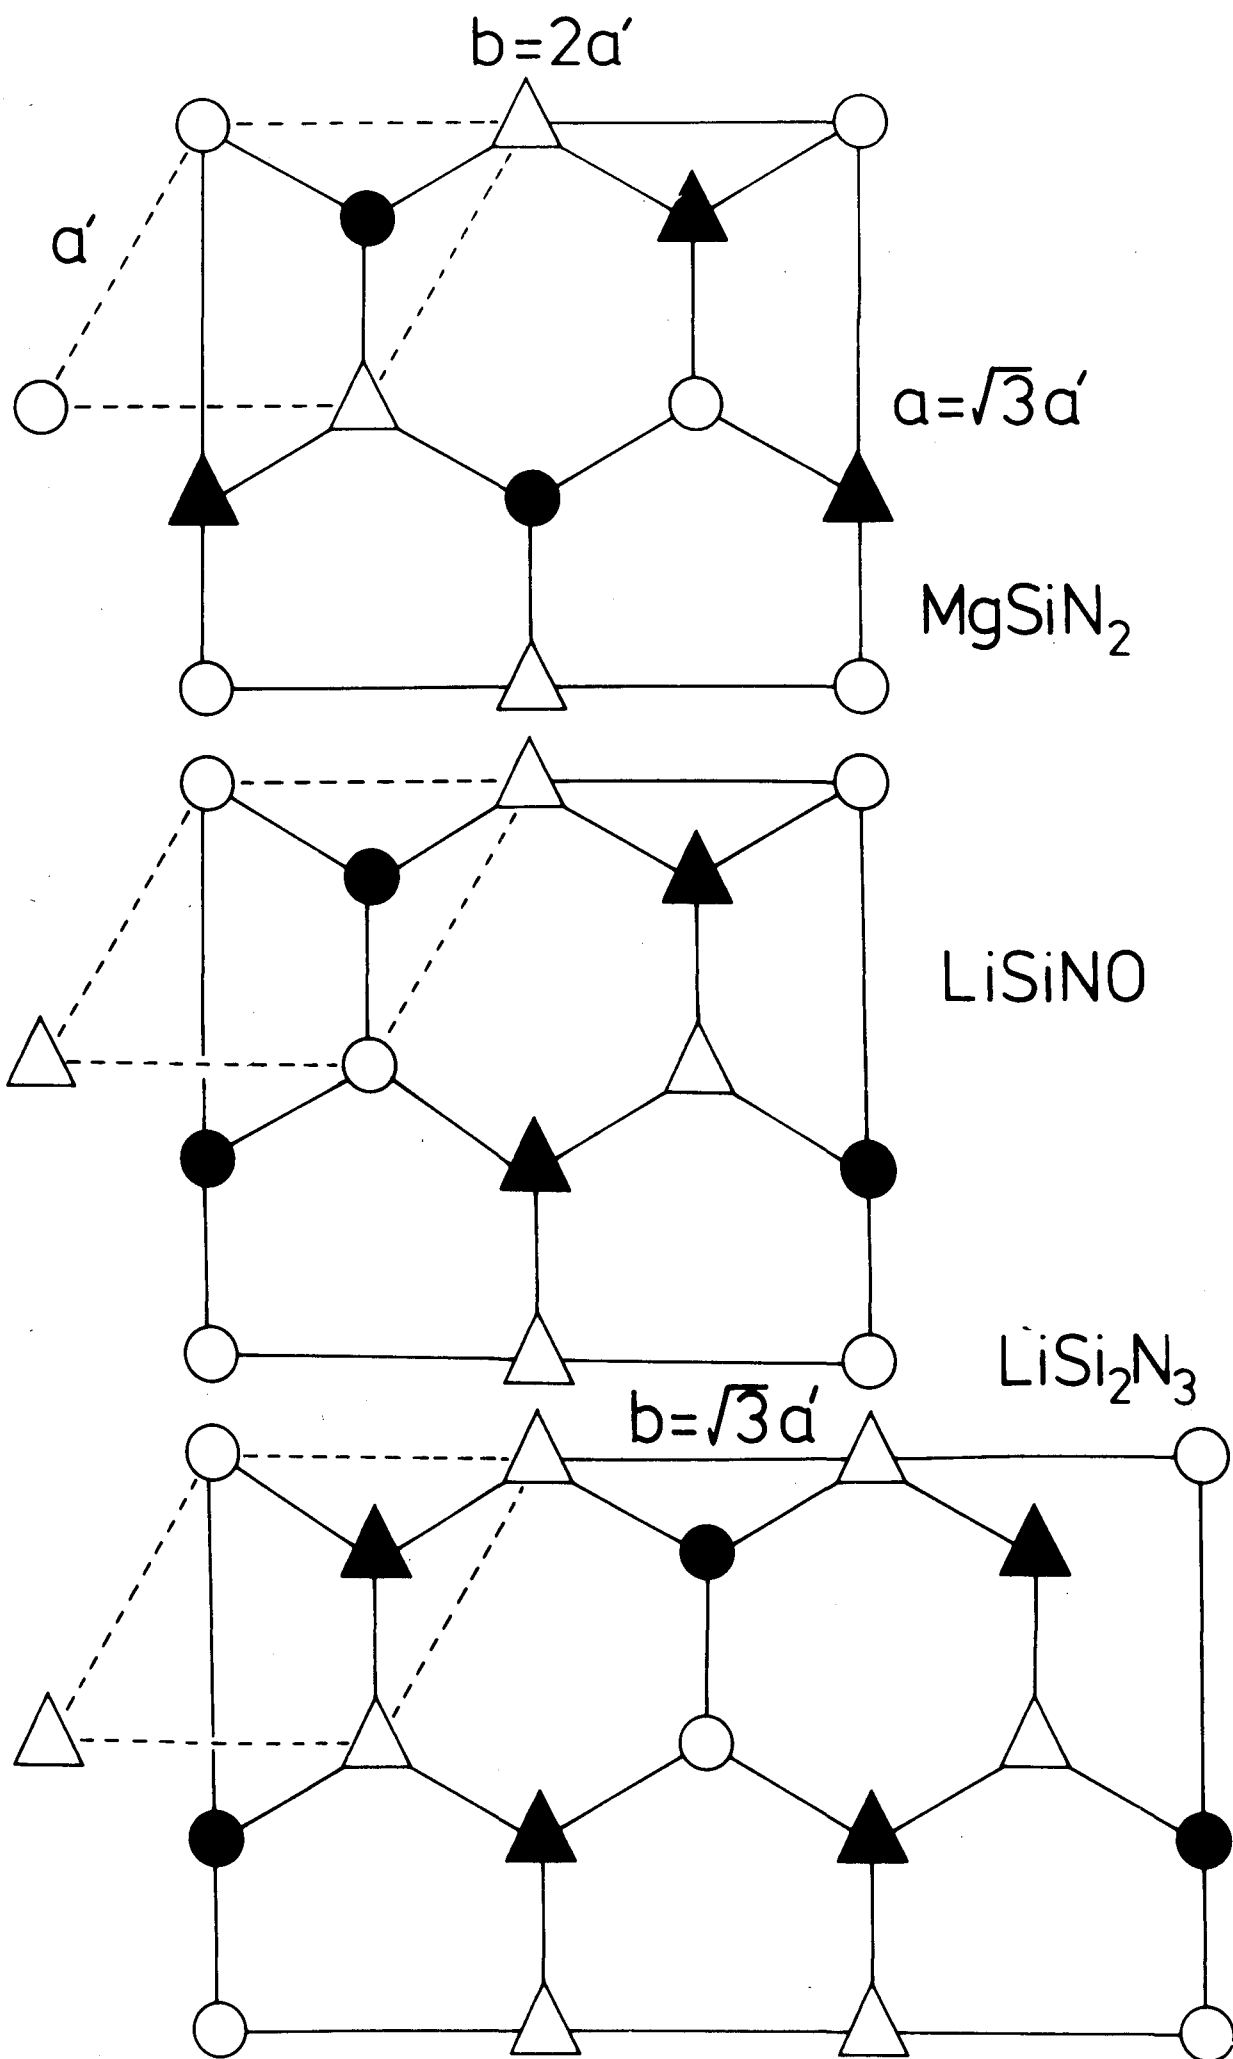 b=2a′
a′
a=√3a′
MgSiN₂
LiSiNO
LiSi₂N₃
b=√3a′